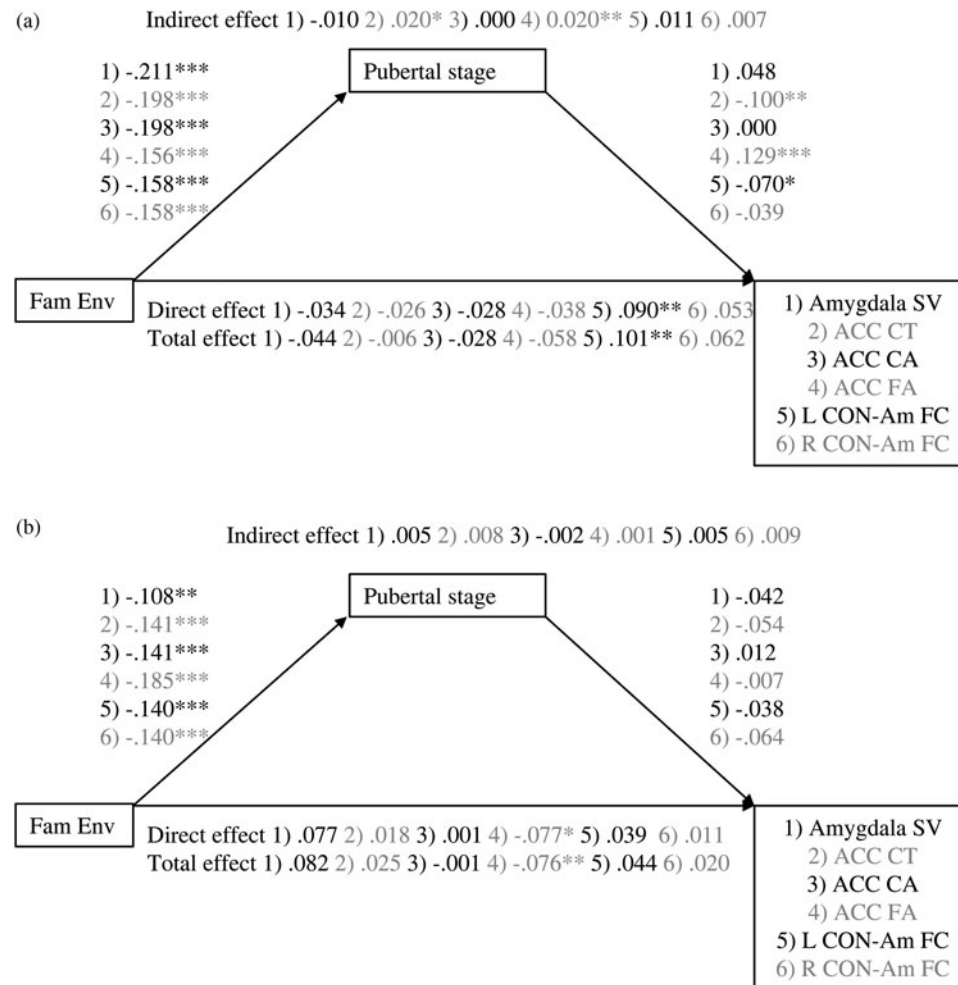 (a)
Indirect effect 1) -.010 2) .020* 3) .000 4) 0.020** 5) .011 6) .007
1) -.211***
2) -.198***
3) -.198***
4) -.156***
5) -.158***
6) -.158***
Pubertal stage
1) .048
2) -.100**
3) .000
4) .129***
5) -.070*
6) -.039
Fam Env
Direct effect 1) -.034 2) -.026 3) -.028 4) -.038 5) .090** 6) .053
Total effect 1) -.044 2) -.006 3) -.028 4) -.058 5) .101** 6) .062
1) Amygdala SV
2) ACC CT
3) ACC CA
4) ACC FA
5) L CON-Am FC
6) R CON-Am FC
(b)
Indirect effect 1) .005 2) .008 3) -.002 4) .001 5) .005 6) .009
1) -.108**
2) -.141***
3) -.141***
4) -.185***
5) -.140***
6) -.140***
Pubertal stage
1) -.042
2) -.054
3) .012
4) -.007
5) -.038
6) -.064
Fam Env
Direct effect 1) .077 2) .018 3) .001 4) -.077* 5) .039 6) .011
Total effect 1) .082 2) .025 3) -.001 4) -.076** 5) .044 6) .020
1) Amygdala SV
2) ACC CT
3) ACC CA
4) ACC FA
5) L CON-Am FC
6) R CON-Am FC